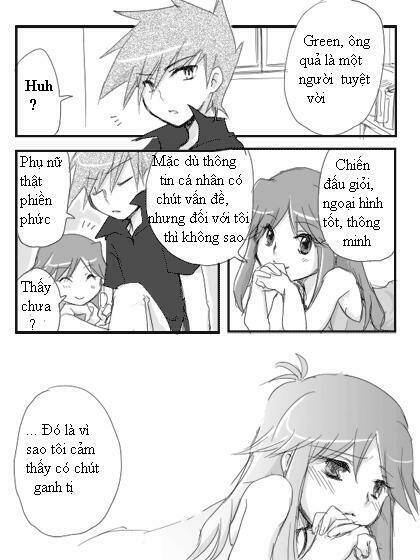 Green, ông
quả là một
người tuyệt
vời
Huh
?
Chiến
đấu giỏi,
ngoại hình
tốt, thông
minh
Mặc dù thông
tin cá nhân có
chút vấn đề,
nhưng đối với tôi
thì không sao
Phụ nữ
thât
phiền
phức
Thấy
chưa
?
... Đó là vì
sao tôi cảm
thấy có chút
ganh tị